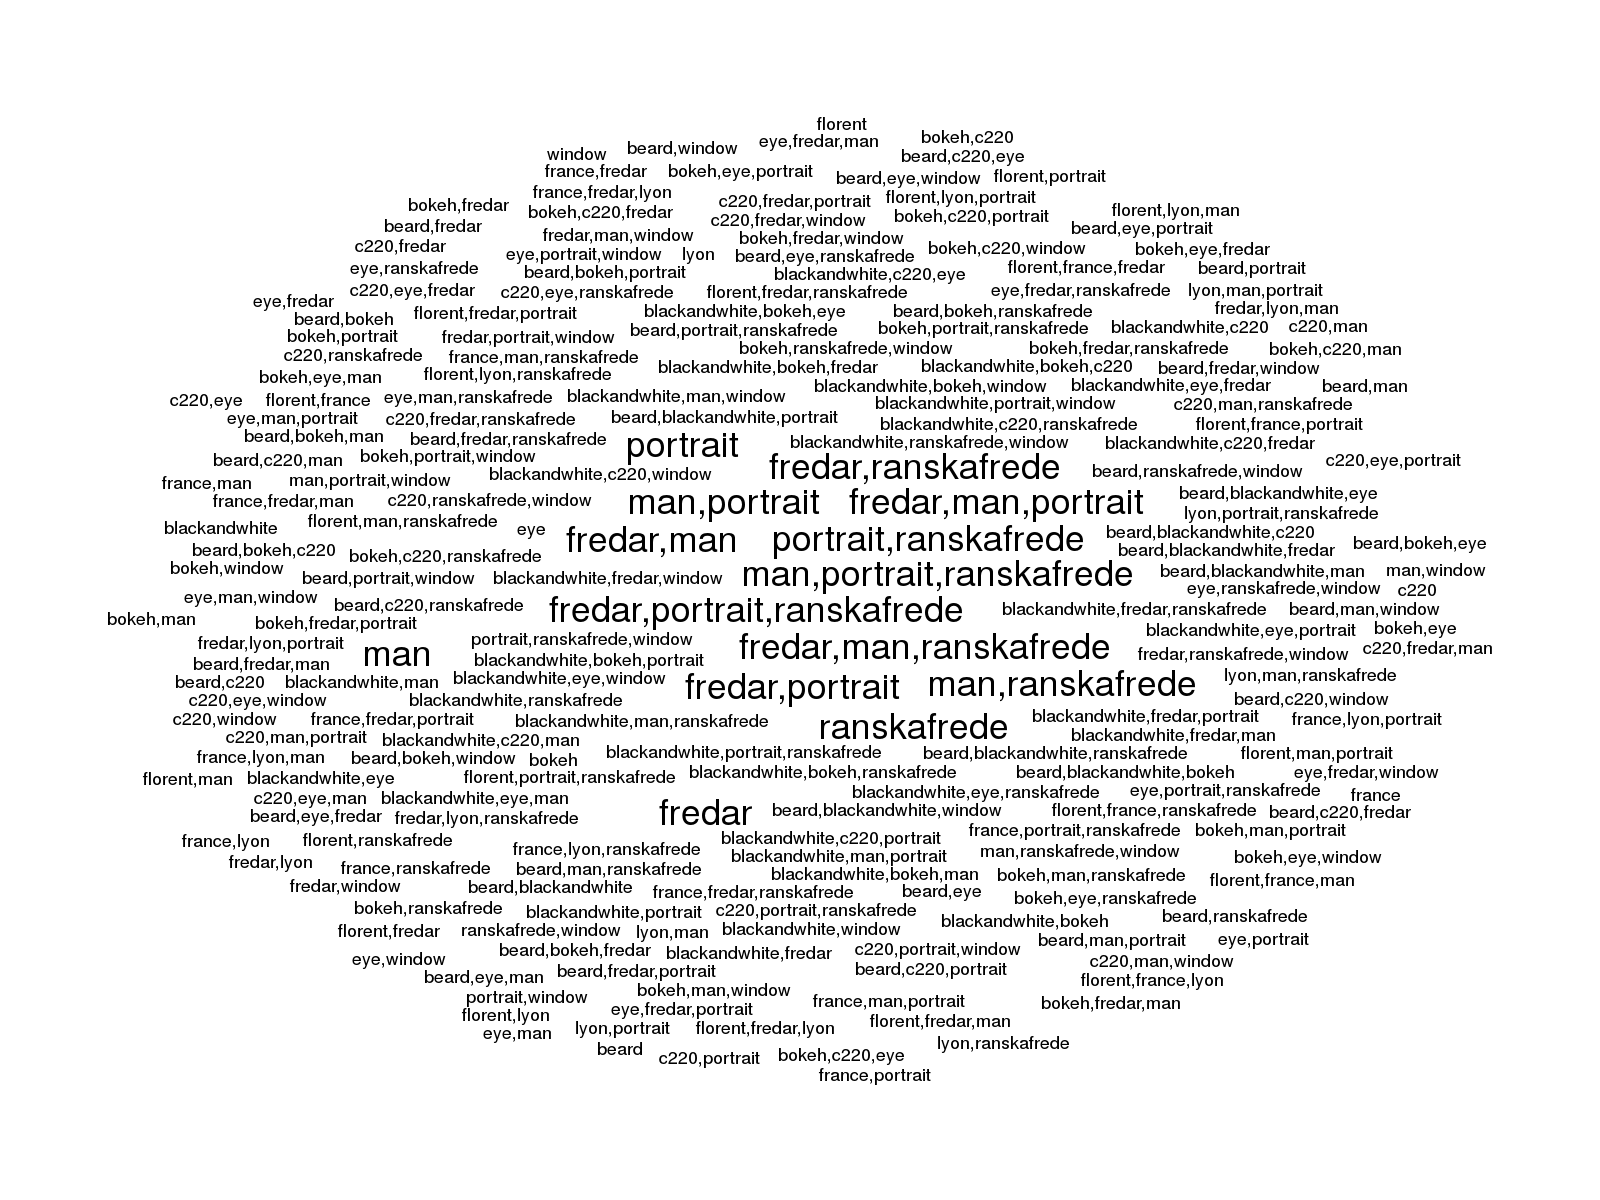 florent
eye,fredar,man
bokeh,c220
window
beard,window
beard,c220,eye
france,fredar
bokeh,eye,portrait
beard,eye,window
florent,portrait
france,fredar,lyon
c220,fredar,portrait
florent,lyon,portrait
bokeh,fredar
bokeh,c220,fredar
c220,fredar,window
bokeh,c220,portrait
florent,lyon,man
beard,fredar
fredar,man,window
bokeh,fredar,window
beard,eye,portrait
c220,fredar
eye,portrait,window
lyon
beard,eye,ranskafrede
bokeh,c220,window
bokeh,eye,fredar
eye,ranskafrede
beard,bokeh,portrait
blackandwhite,c220,eye
florent,france,fredar
beard,portrait
c220,eye,fredar
c220,eye,ranskafrede
florent,fredar,ranskafrede
eye,fredar,ranskafrede
lyon,man,portrait
eye,fredar
florent,fredar,portrait
blackandwhite,bokeh,eye
beard,bokeh,ranskafrede
fredar,lyon,man
beard,bokeh
beard,portrait,ranskafrede
bokeh,portrait,ranskafrede
blackandwhite,c220
c220,man
bokeh,portrait
fredar,portrait,window
bokeh,ranskafrede,window
bokeh,fredar,ranskafrede
bokeh,c220,man
c220,ranskafrede
france,man,ranskafrede
blackandwhite,bokeh,fredar
blackandwhite,bokeh,c220
beard,fredar,window
bokeh,eye,man
florent,lyon,ranskafrede
blackandwhite,bokeh,window
blackandwhite,eye,fredar
beard,man
c220,eye
florent,france
eye,man,ranskafrede
blackandwhite,man,window
blackandwhite,portrait,window
c220,man,ranskafrede
eye,man,portrait
c220,fredar,ranskafrede
beard,blackandwhite,portrait
blackandwhite,c220,ranskafrede
florent,france,portrait
beard,bokeh,man
beard,fredar,ranskafrede
portrait
blackandwhite,ranskafrede,window
blackandwhite,c220,fredar
beard,c220,man
bokeh,portrait,window
fredar,ranskafrede
beard,ranskafrede,window
c220,eye,portrait
france,man
man,portrait,window
blackandwhite,c220,window
france,fredar,man
c220,ranskafrede,window
man,portrait
fredar,man,portrait
beard,blackandwhite,eye
lyon,portrait,ranskafrede
blackandwhite
florent,man,ranskafrede
eye
fredar,man
portrait,ranskafrede
beard,blackandwhite,c220
beard,blackandwhite,fredar
beard,bokeh,eye
beard,bokeh,c220
bokeh,c220,ranskafrede
bokeh,window
beard,portrait,window
blackandwhite,fredar,window
man,portrait,ranskafrede
beard,blackandwhite,man
man,window
eye,ranskafrede,window
c220
eye,man,window
beard,c220,ranskafrede
fredar,portrait,ranskafrede
blackandwhite,fredar,ranskafrede
beard,man,window
bokeh,man
bokeh,fredar,portrait
blackandwhite,eye,portrait
bokeh,eye
fredar,lyon,portrait
man
portrait,ranskafrede,window
fredar,man,ranskafrede
fredar,ranskafrede,window
c220,fredar,man
beard,fredar,man
blackandwhite,bokeh,portrait
beard,c220
blackandwhite,man
blackandwhite,eye,window
fredar,portrait
man,ranskafrede
lyon,man,ranskafrede
c220,eye,window
blackandwhite,ranskafrede
beard,c220,window
c220,window
france,fredar,portrait
blackandwhite,man,ranskafrede
ranskafrede
blackandwhite,fredar,portrait
france,lyon,portrait
c220,man,portrait
blackandwhite,c220,man
blackandwhite,fredar,man
france,lyon,man
beard,bokeh,window
bokeh
blackandwhite,portrait,ranskafrede
beard,blackandwhite,ranskafrede
florent,man,portrait
florent,man
blackandwhite,eye
florent,portrait,ranskafrede
blackandwhite,bokeh,ranskafrede
beard,blackandwhite,bokeh
eye,fredar,window
c220,eye,man
blackandwhite,eye,man
blackandwhite,eye,ranskafrede
eye,portrait,ranskafrede
france
beard,eye,fredar
fredar,lyon,ranskafrede
fredar
beard,blackandwhite,window
florent,france,ranskafrede
beard,c220,fredar
france,lyon
florent,ranskafrede
blackandwhite,c220,portrait
france,portrait,ranskafrede
bokeh,man,portrait
fredar,lyon
france,lyon,ranskafrede
blackandwhite,man,portrait
man,ranskafrede,window
bokeh,eye,window
france,ranskafrede
beard,man,ranskafrede
blackandwhite,bokeh,man
bokeh,man,ranskafrede
florent,france,man
fredar,window
beard,blackandwhite
france,fredar,ranskafrede
beard,eye
bokeh,eye,ranskafrede
bokeh,ranskafrede
blackandwhite,portrait
c220,portrait,ranskafrede
blackandwhite,bokeh
beard,ranskafrede
florent,fredar
ranskafrede,window
lyon,man
blackandwhite,window
beard,man,portrait
eye,portrait
eye,window
beard,bokeh,fredar
blackandwhite,fredar
c220,portrait,window
c220,man,window
beard,eye,man
beard,fredar,portrait
beard,c220,portrait
florent,france,lyon
portrait,window
bokeh,man,window
france,man,portrait
bokeh,fredar,man
florent,lyon
eye,fredar,portrait
florent,fredar,man
eye,man
lyon,portrait
florent,fredar,lyon
beard
c220,portrait
bokeh,c220,eye
lyon,ranskafrede
france,portrait